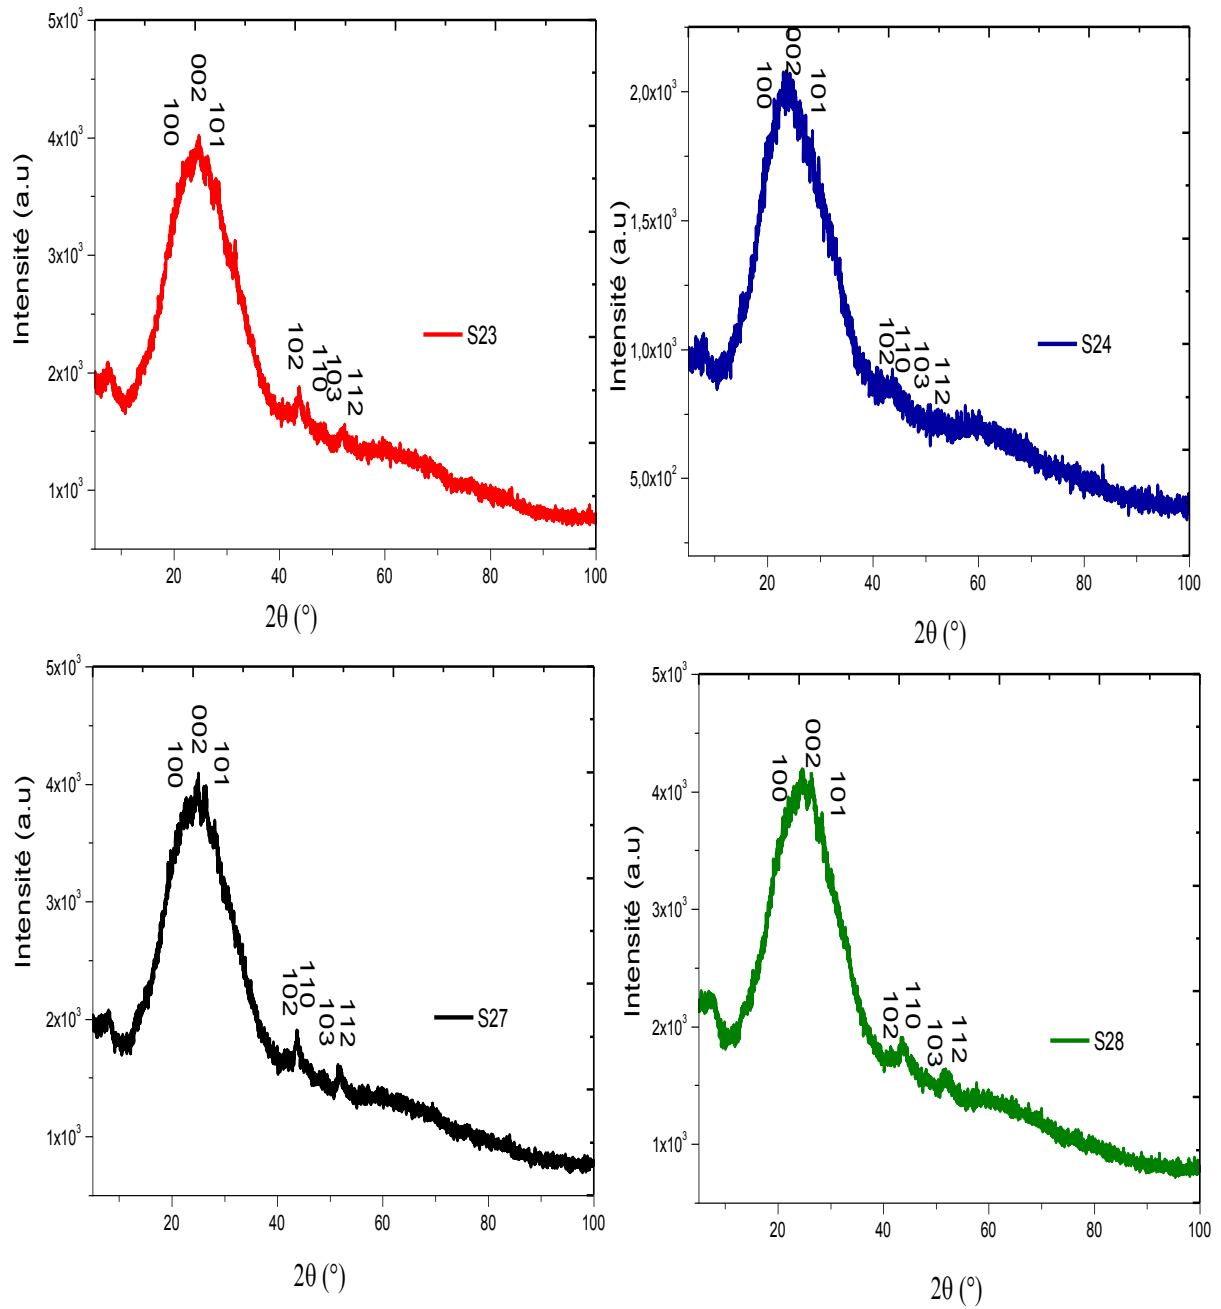 5x10³
4x10³
3x10³
2x10³
1x10³
Intensité (a.u)
100
002
101
102
110
103
112
S23
20
40
60
80
100
2θ (°)
2,0x10³
1,5x10³
1,0x10³
5,0x10²
Intensité (a.u)
100
002
101
102
110
103
112
S24
20
40
60
80
100
2θ (°)
5x10³
4x10³
3x10³
2x10³
1x10³
Intensité (a.u)
100
002
101
102
110
103
112
S27
20
40
60
80
100
2θ (°)
5x10³
4x10³
3x10³
2x10³
1x10³
Intensité (a.u)
100
002
101
102
110
103
112
S28
20
40
60
80
100
2θ (°)